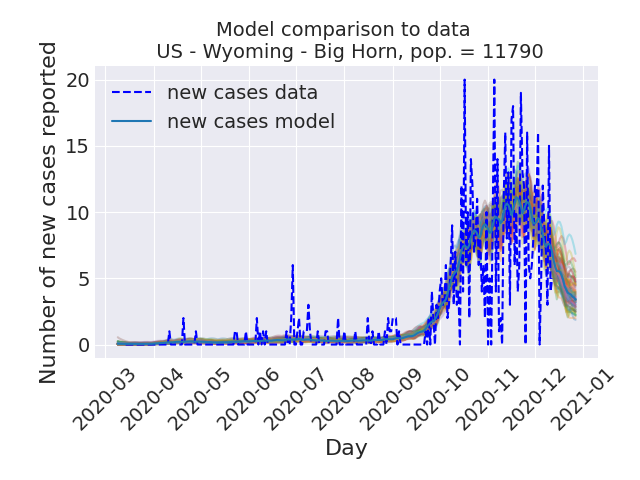 Model comparison to data
US - Wyoming - Big Horn, pop. = 11790
Number of new cases reported
20
15
10
5
0
new cases data
new cases model
2020-03
2020-04
2020-05
2020-06
2020-07
2020-08
2020-09
2020-10
2020-11
2020-12
2021-01
Day